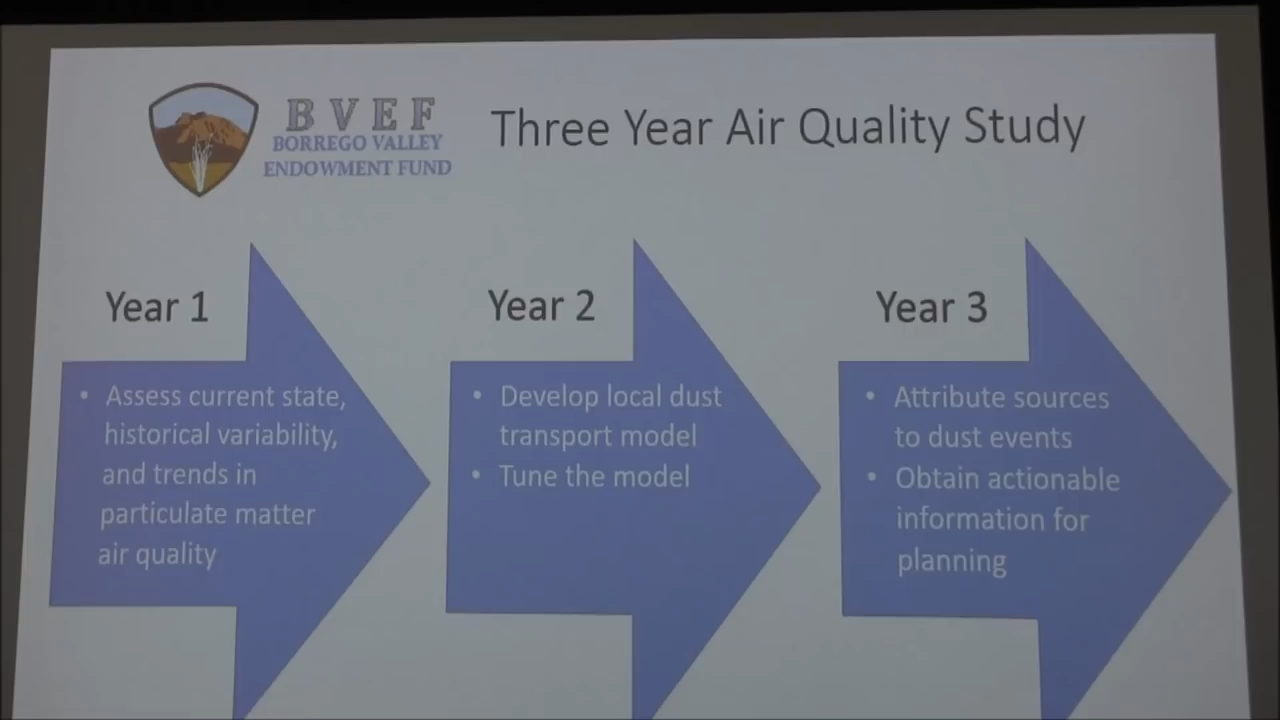 B V E F
BORREGO VALLEY
ENDOWMENT FUND
Three Year Air Quality Study
Year 1
• Assess current state,
historical variability,
and trends in
particulate matter
air quality
Year 2
• Develop local dust
transport model
• Tune the model
Year 3
• Attribute sources
to dust events
• Obtain actionable
information for
planning